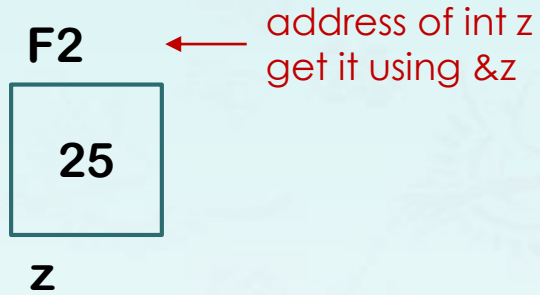 F2
address of int z
get it using &z
25
z